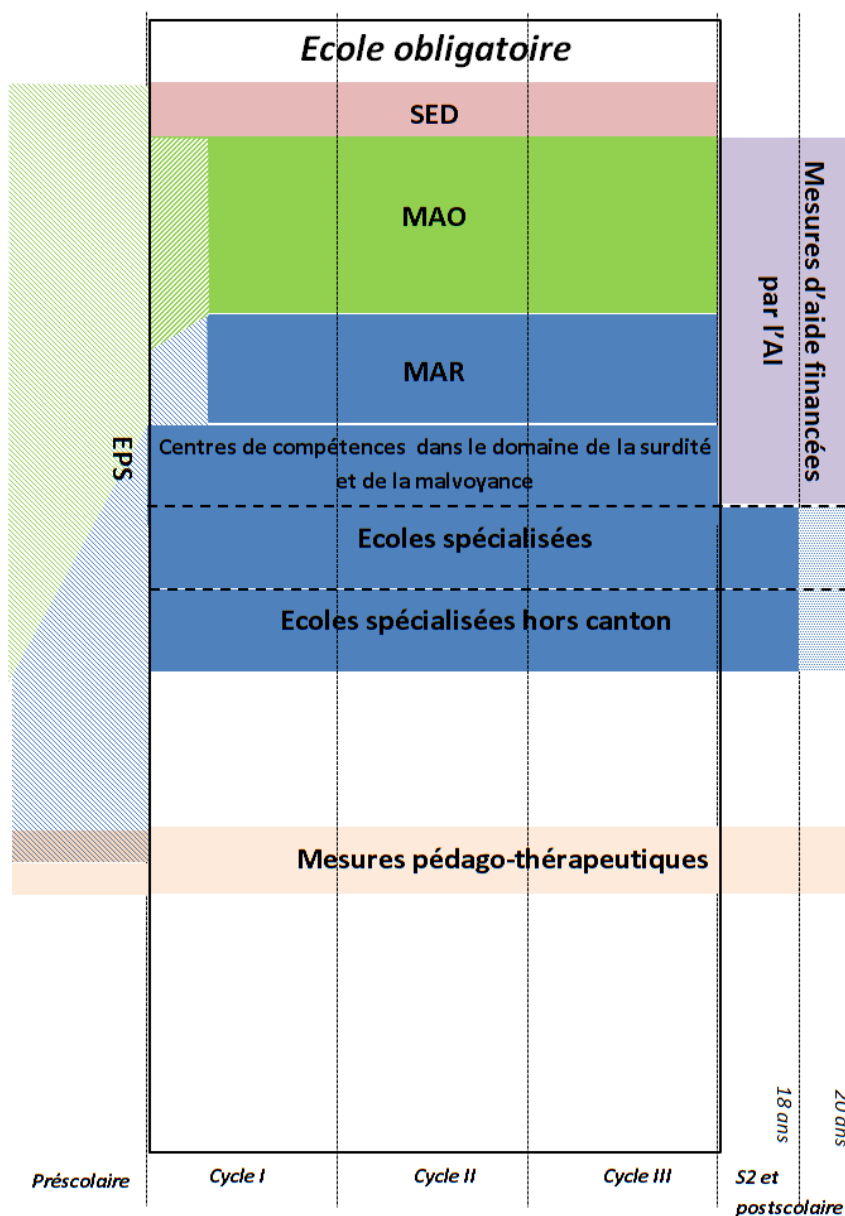 Ecole obligatoire
SED
MAO
MAR
EPS
Centres de compétences dans le domaine de la surdité
et de la malvoyance
Ecoles spécialisées
Ecoles spécialisées hors canton
Mesures d'aide financées
par l'AI
Mesures pédago-thérapeutiques
18 ans
20 ans
Préscolaire
Cycle I
Cycle II
Cycle III
S2 et
postscolaire